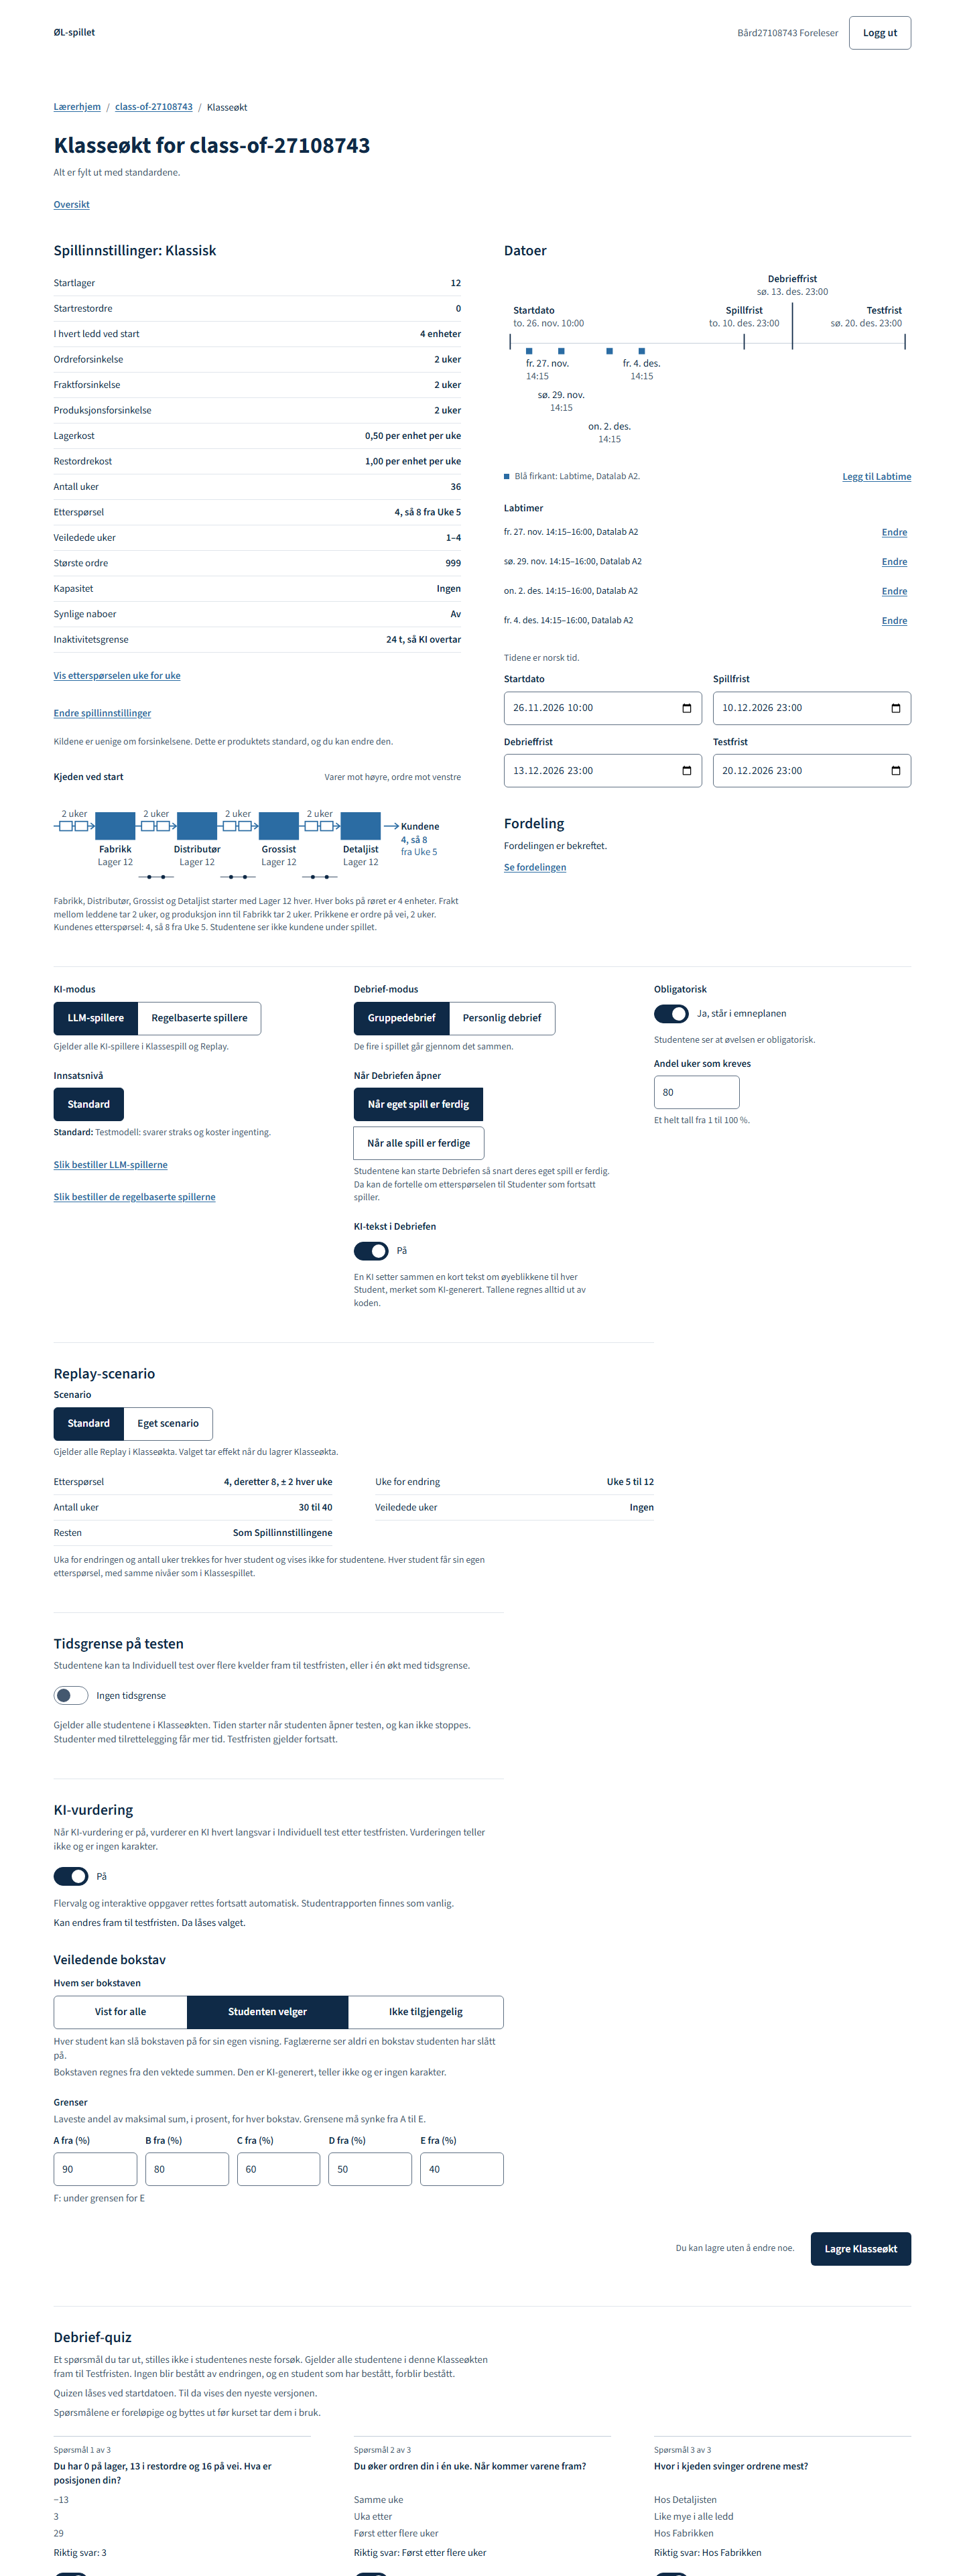 ØL-spillet
Bård27108743 Foreleser
Logg ut
Lærerhjem / class-of-27108743 / Klasseøkt
Klasseøkt for class-of-27108743
Alt er fylt ut med standardene.
Oversikt
Spillinnstillinger: Klassisk
Startlager 12
Startrestordre 0
I hvert ledd ved start 4 enheter
Ordreforsinkelse 2 uker
Fraktforsinkelse 2 uker
Produksjonsforsinkelse 2 uker
Lagerkost 0,50 per enhet per uke
Restordrekost 1,00 per enhet per uke
Antall uker 36
Etterspørsel 4, så 8 fra Uke 5
Veiledede uker 1–4
Største ordre 999
Kapasitet Ingen
Synlige naboer Av
Inaktivitetsgrense 24 t, så KI overtar
Vis etterspørselen uke for uke
Endre spillinnstillinger
Kildene er uenige om forsinkelsene. Dette er produktets standard, og du kan endre den.
Kjeden ved start
Varer mot høyre, ordre mot venstre
2 uker 2 uker 2 uker 2 uker
Kundene
4, så 8
fra Uke 5
Fabrikk Distributør Grossist Detaljist
Lager 12 Lager 12 Lager 12 Lager 12
Fabrikk, Distributør, Grossist og Detaljist starter med Lager 12 hver. Hver boks på røret er 4 enheter. Frakt
mellom leddene tar 2 uker, og produksjon inn til Fabrikk tar 2 uker. Prikkene er ordre på vei, 2 uker.
Kundenes etterspørsel: 4, så 8 fra Uke 5. Studentene ser ikke kundene under spillet.
Datoer
Debrieffrist
sø. 13. des. 23:00
Startdato Spillfrist Testfrist
to. 26. nov. 10:00 to. 10. des. 23:00 sø. 20. des. 23:00
fr. 27. nov. fr. 4. des.
14:15 14:15
sø. 29. nov.
14:15
on. 2. des.
14:15
Blå firkant: Labtime, Datalab A2.
Legg til Labtime
Labtimer
fr. 27. nov. 14:15–16:00, Datalab A2 Endre
sø. 29. nov. 14:15–16:00, Datalab A2 Endre
on. 2. des. 14:15–16:00, Datalab A2 Endre
fr. 4. des. 14:15–16:00, Datalab A2 Endre
Tidene er norsk tid.
Startdato Spillfrist
26.11.2026 10:00 10.12.2026 23:00
Debrieffrist Testfrist
13.12.2026 23:00 20.12.2026 23:00
Fordeling
Fordelingen er bekreftet.
Se fordelingen
KI-modus
LLM-spillere Regelbaserte spillere
Gjelder alle KI-spillere i Klassespill og Replay.
Innsatsnivå
Standard
Standard: Testmodell: svarer straks og koster ingenting.
Slik bestiller LLM-spillerne
Slik bestiller de regelbaserte spillerne
Debrief-modus
Gruppedebrief Personlig debrief
De fire i spillet går gjennom det sammen.
Når Debriefen åpner
Når eget spill er ferdig
Når alle spill er ferdige
Studentene kan starte Debriefen så snart deres eget spill er ferdig.
Da kan de fortelle om etterspørselen til Studenter som fortsatt
spiller.
KI-tekst i Debriefen
På
En KI setter sammen en kort tekst om øyeblikkene til hver
Student, merket som KI-generert. Tallene regnes alltid ut av
koden.
Obligatorisk
Ja, står i emneplanen
Studentene ser at øvelsen er obligatorisk.
Andel uker som kreves
80
Et helt tall fra 1 til 100 %.
Replay-scenario
Scenario
Standard Eget scenario
Gjelder alle Replay i Klasseøkta. Valget tar effekt når du lagrer Klasseøkta.
Etterspørsel 4, deretter 8, ± 2 hver uke
Uke for endring Uke 5 til 12
Antall uker 30 til 40
Veiledede uker Ingen
Resten Som Spillinnstillingene
Uka for endringen og antall uker trekkes for hver student og vises ikke for studentene. Hver student får sin egen
etterspørsel, med samme nivåer som i Klassespillet.
Tidsgrense på testen
Studentene kan ta Individuell test over flere kvelder fram til testfristen, eller i én økt med tidsgrense.
Ingen tidsgrense
Gjelder alle studentene i Klasseøkten. Tiden starter når studenten åpner testen, og kan ikke stoppes.
Studenter med tilrettelegging får mer tid. Testfristen gjelder fortsatt.
KI-vurdering
Når KI-vurdering er på, vurderer en KI hvert langsvar i Individuell test etter testfristen. Vurderingen teller
ikke og er ingen karakter.
På
Flervalg og interaktive oppgaver rettes fortsatt automatisk. Studentrapporten finnes som vanlig.
Kan endres fram til testfristen. Da låses valget.
Veiledende bokstav
Hvem ser bokstaven
Vist for alle Studenten velger Ikke tilgjengelig
Hver student kan slå bokstaven på for sin egen visning. Faglærerne ser aldri en bokstav studenten har slått
på.
Bokstaven regnes fra den vektede summen. Den er KI-generert, teller ikke og er ingen karakter.
Grenser
Laveste andel av maksimal sum, i prosent, for hver bokstav. Grensene må synke fra A til E.
A fra (%) B fra (%) C fra (%) D fra (%) E fra (%)
90 80 60 50 40
F: under grensen for E
Du kan lagre uten å endre noe.
Lagre Klasseøkt
Debrief-quiz
Et spørsmål du tar ut, stilles ikke i studentenes neste forsøk. Gjelder alle studentene i denne Klasseøkten
fram til Testfristen. Ingen blir bestått av endringen, og en student som har bestått, forblir bestått.
Quizen låses ved startdatoen. Til da vises den nyeste versjonen.
Spørsmålene er foreløpige og byttes ut før kurset tar dem i bruk.
Spørsmål 1 av 3
Du har 0 på lager, 13 i restordre og 16 på vei. Hva er
posisjonen din?
−13
3
29
Riktig svar: 3
Spørsmål 2 av 3
Du øker ordren din i én uke. Når kommer varene fram?
Samme uke
Uka etter
Først etter flere uker
Riktig svar: Først etter flere uker
Spørsmål 3 av 3
Hvor i kjeden svinger ordrene mest?
Hos Detaljisten
Like mye i alle ledd
Hos Fabrikken
Riktig svar: Hos Fabrikken